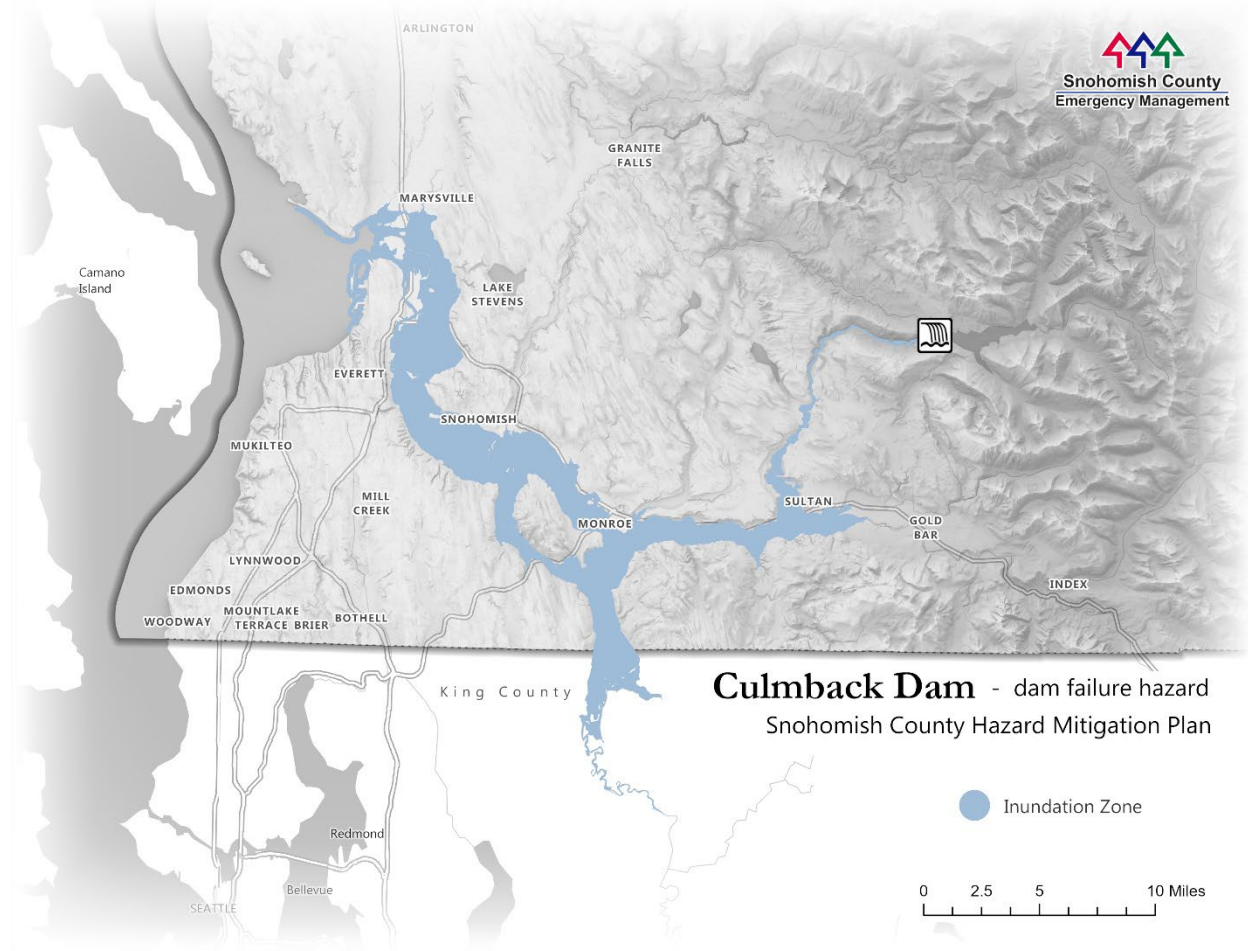 ARLINGTON
Snohomish County
Emergency Management
GRANITE
FALLS
MARYSVILLE
Camano
Island
LAKE
STEVENS
EVERETT
SNOHOMISH
MUKILTEO
MILL
CREEK
SULTAN
MONROE
GOLD
BAR
LYNNWOOD
INDEX
EDMONDS
MOUNTLAKE
TERRACE
BRIER
BOTHELL
WOODWAY
King County
Culmback Dam - dam failure hazard
Snohomish County Hazard Mitigation Plan
Inundation Zone
Redmond
Bellevue
SEATTLE
0 2.5 5 10 Miles